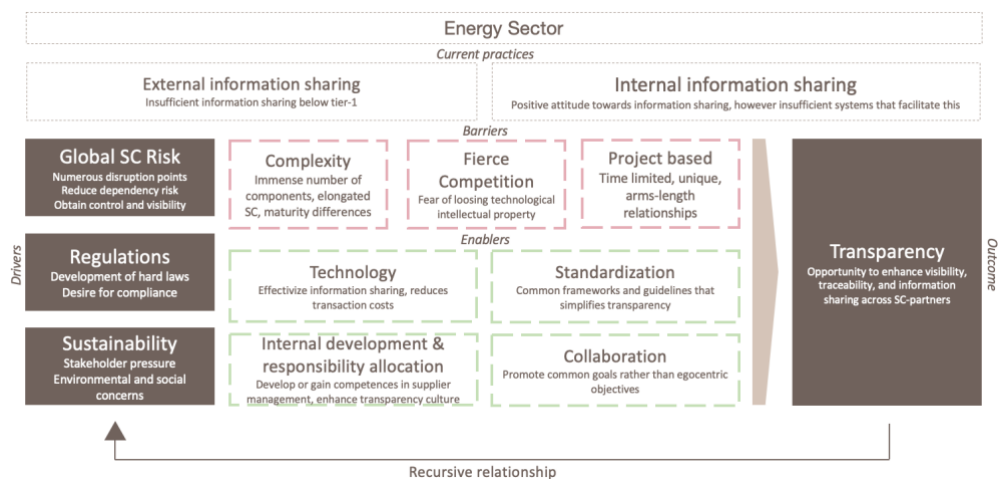 Energy Sector
Current practices
External information sharing
Insufficient information sharing below tier-1
Internal information sharing
Positive attitude towards information sharing, however insufficient systems that facilitate this
Drivers
Global SC Risk
Numerous disruption points
Reduce dependency risk
Obtain control and visibility
Regulations
Development of hard laws
Desire for compliance
Sustainability
Stakeholder pressure
Environmental and social
concerns
Barriers
Complexity
Immense number of
components, elongated
SC, maturity differences
Fierce
Competition
Fear of loosing technological
intellectual property
Project based
Time limited, unique,
arms-length
relationships
Enablers
Technology
Effectivize information sharing, reduces
transaction costs
Standardization
Common frameworks and guidelines that
simplifies transparency
Internal development &
responsibility allocation
Develop or gain competences in supplier
management, enhance transparency culture
Collaboration
Promote common goals rather than egocentric
objectives
Transparency
Opportunity to enhance visibility,
traceability, and information
sharing across SC-partners
Outcome
Recursive relationship